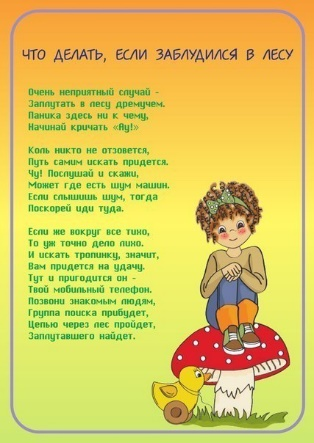 ЧТО ДЕЛАТЬ, ЕСЛИ ЗАБЛУДИЛСЯ В ЛЕСУ
Очень неприятный случай -
Заплутать в лесу дремучем.
Паника здесь ни к чему,
Начинай кричать «Ау!»
Коль никто не отзовется,
Путь самим искать придется.
Чу! Послушай и скажи,
Может где есть шум машин.
Если слышишь шум, тогда
Поскорей иди туда.
Если же вокруг все тихо,
То уж точно дело лихо.
И искать тропинку, значит,
Вам придется на удачу.
Тут и пригодится он -
Твой мобильный телефон.
Позвони знакомым людям,
Группа поиска прибудет,
Цепью через лес пройдет,
Заплутавшего найдет.